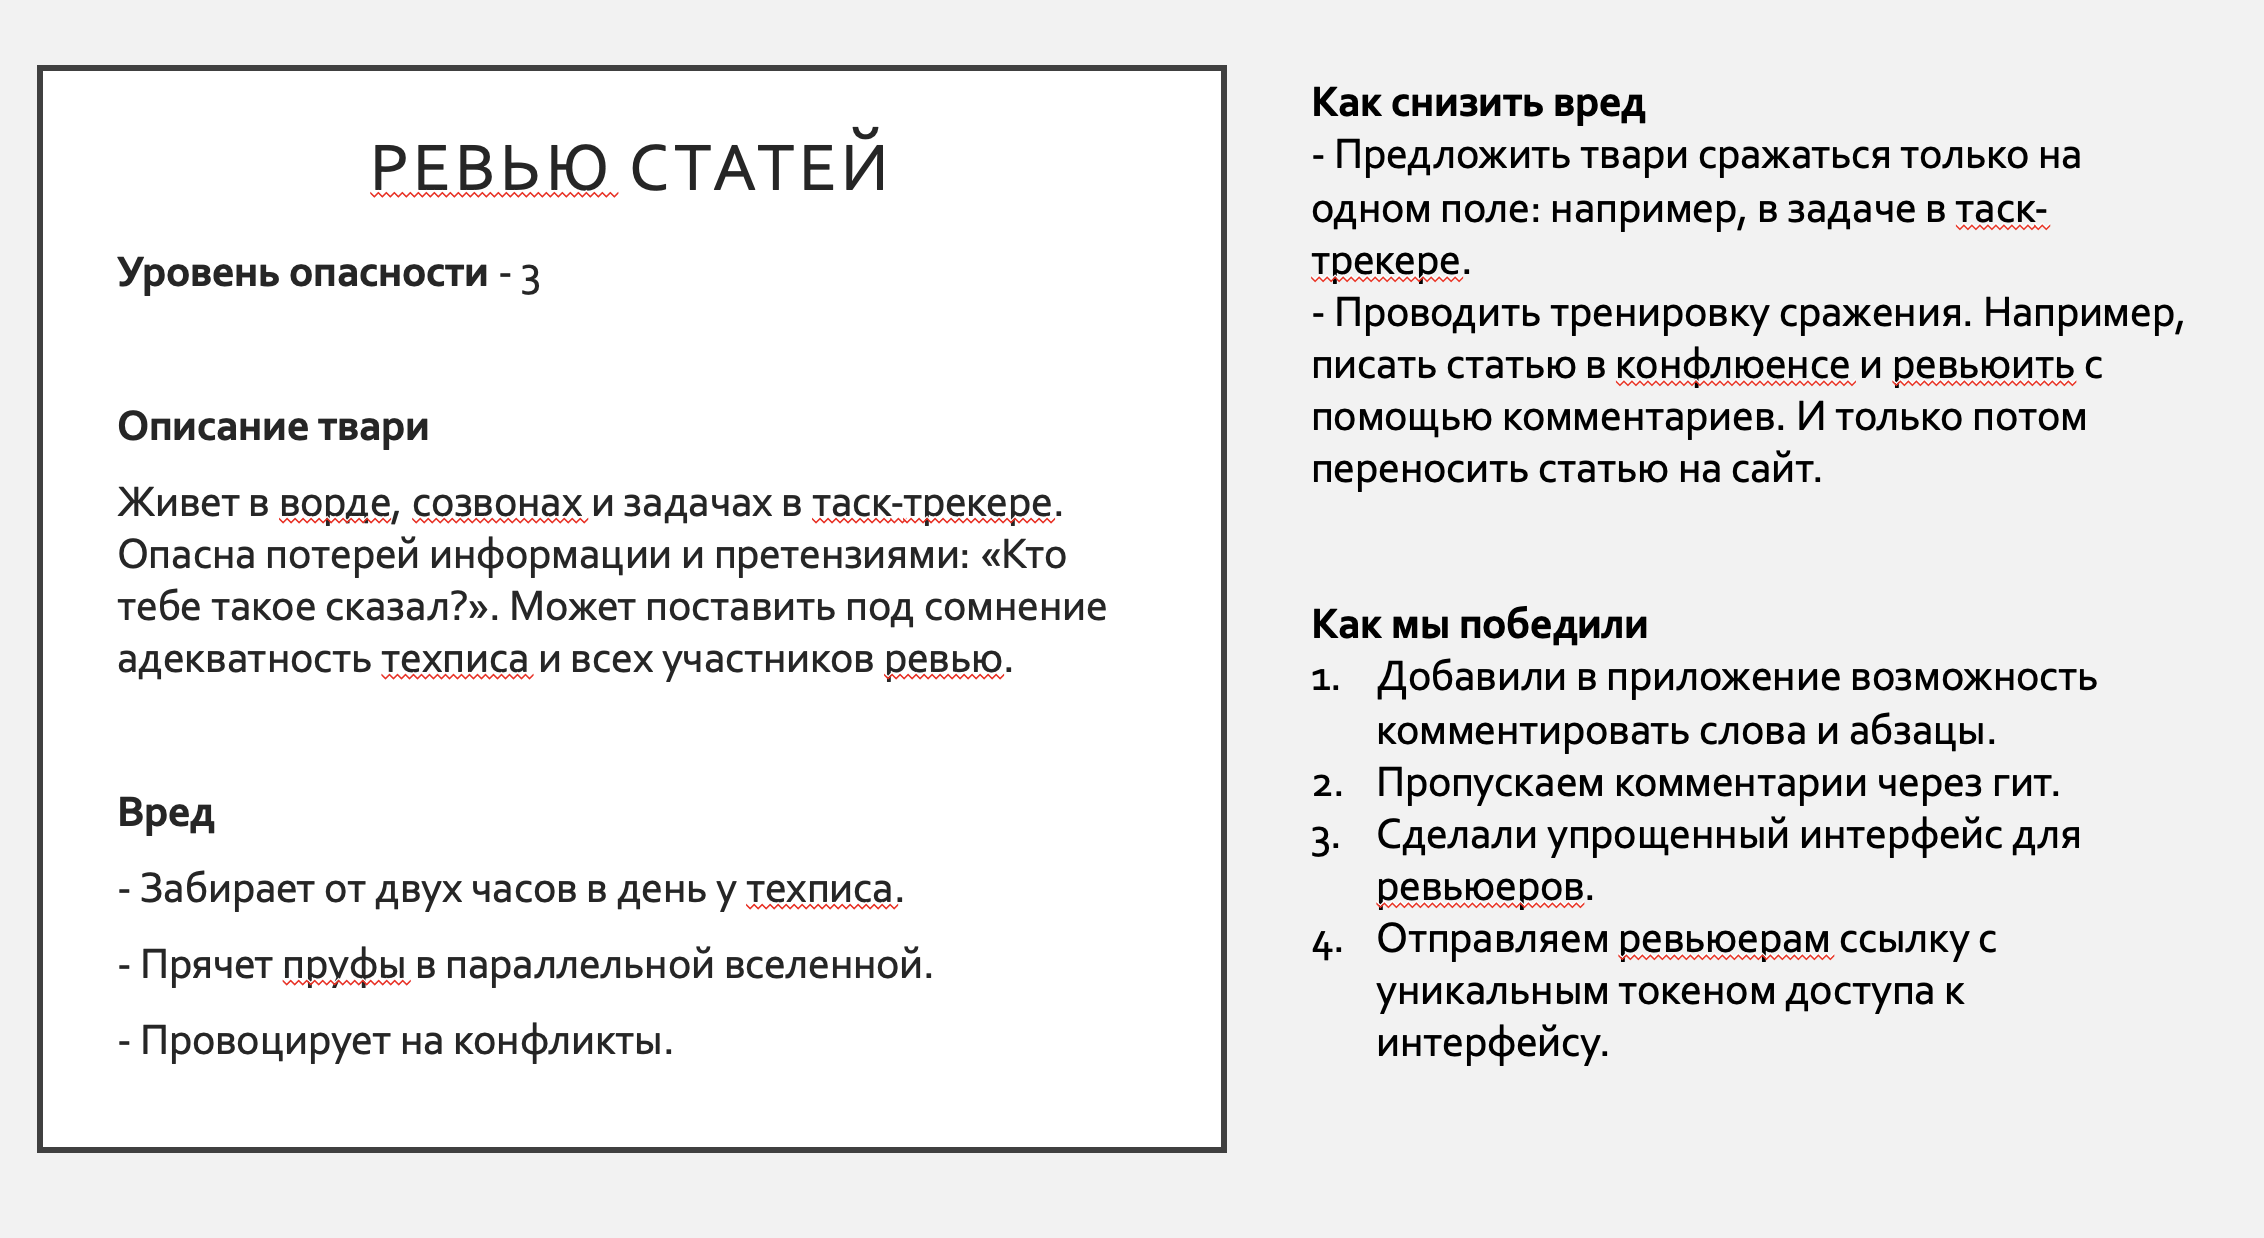 РЕВЬЮ СТАТЕЙ
Уровень опасности - 3
Описание твари
Живет в ворде, созвонах и задачах в таск-трекере.
Опасна потерей информации и претензиями: «Кто
тебе такое сказал?». Может поставить под сомнение
адекватность техписа и всех участников ревью.
Вред
- Забирает от двух часов в день у техписа.
- Прячет пруфы в параллельной вселенной.
- Провоцирует на конфликты.
Как снизить вред
- Предложить твари сражаться только на
одном поле: например, в задаче в таск-
трекере.
- Проводить тренировку сражения. Например,
писать статью в конфлюенсе и ревьюить с
помощью комментариев. И только потом
переносить статью на сайт.
Как мы победили
1. Добавили в приложение возможность
комментировать слова и абзацы.
2. Пропускаем комментарии через гит.
3. Сделали упрощенный интерфейс для
ревьюеров.
4. Отправляем ревьюерам ссылку с
уникальным токеном доступа к
интерфейсу.